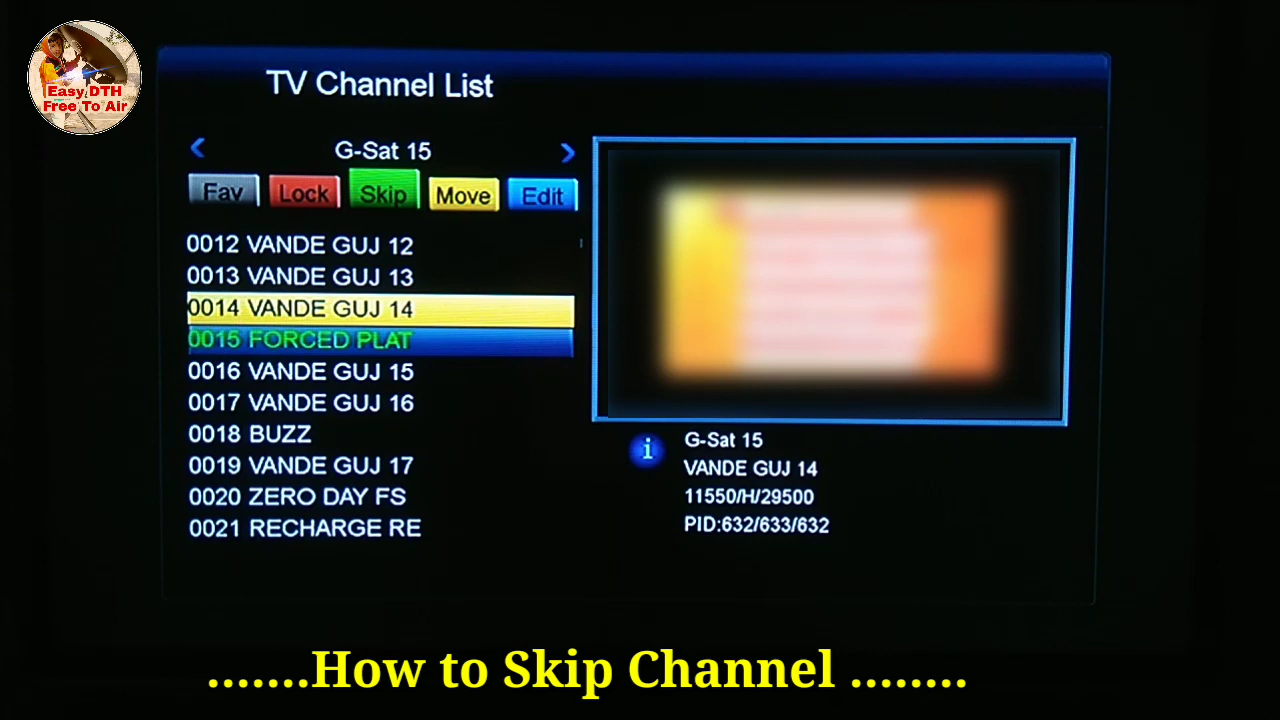 Easy DTH
Free To Air
TV Channel List
G-Sat 15
Fav Lock Skip Move Edit
0012 VANDE GUJ 12
0013 VANDE GUJ 13
0014 VANDE GUJ 14
0015 FORCED PLAT
0016 VANDE GUJ 15
0017 VANDE GUJ 16
0018 BUZZ
0019 VANDE GUJ 17
0020 ZERO DAY FS
0021 RECHARGE RE
i
G-Sat 15
VANDE GUJ 14
11550/H/29500
PID:632/633/632
.......How to Skip Channel ........